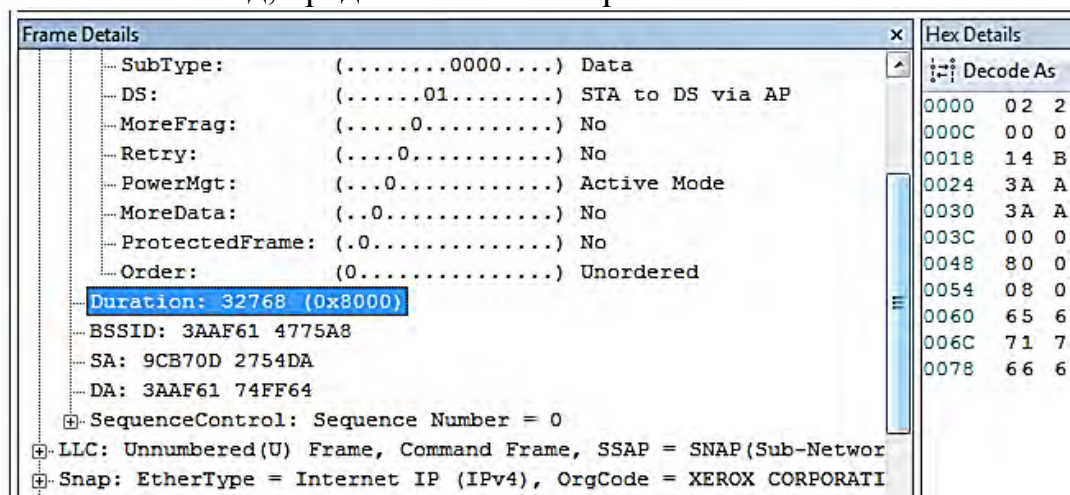 Frame Details
SubType: (........0000....) Data
DS: (......01........) STA to DS via AP
MoreFrag: (.....0..........) No
Retry: (....0...........) No
PowerMgt: (...0............) Active Mode
MoreData: (..0.............) No
ProtectedFrame: (.0..............) No
Order: (0...............) Unordered
Duration: 32768 (0x8000)
BSSID: 3AAF61 4775A8
SA: 9CB70D 2754DA
DA: 3AAF61 74FF64
SequenceControl: Sequence Number = 0
LLC: Unnumbered(U) Frame, Command Frame, SSAP = SNAP(Sub-Networ
Snap: EtherType = Internet IP (IPv4), OrgCode = XEROX CORPORATI
Hex Details
Decode As
0000 02 2
000C 00 0
0018 14 B
0024 3A A
0030 3A A
003C 00 0
0048 80 0
0054 08 0
0060 65 6
006C 71 7
0078 66 6